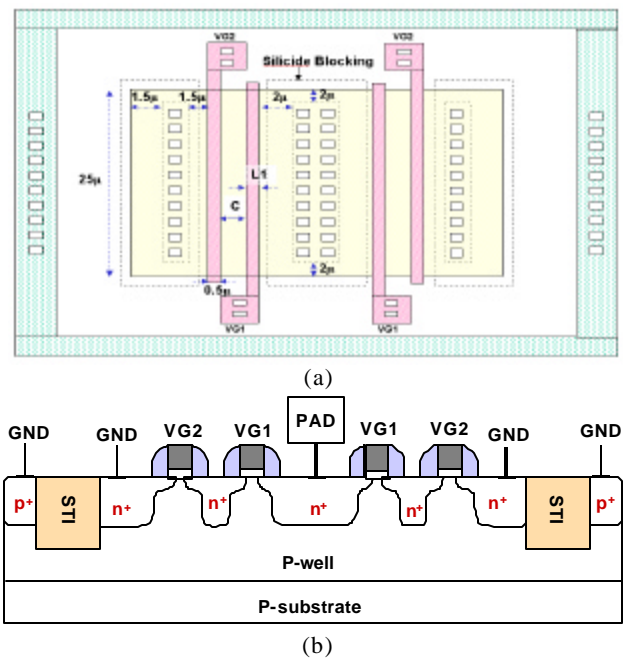 VG2 VG2
Silicide Blocking
1.5µ 1.5µ 2µ 2µ
25µ
L1
C
2µ
0.5µ
VG1 VG1
(a)
GND GND VG2 VG1 PAD VG1 VG2 GND GND
p+ STI n+ n+ n+ n+ n+ STI p+
P-well
P-substrate
(b)